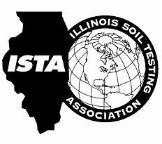 ISTA
ILLINOIS SOIL TESTING
ASSOCIATION